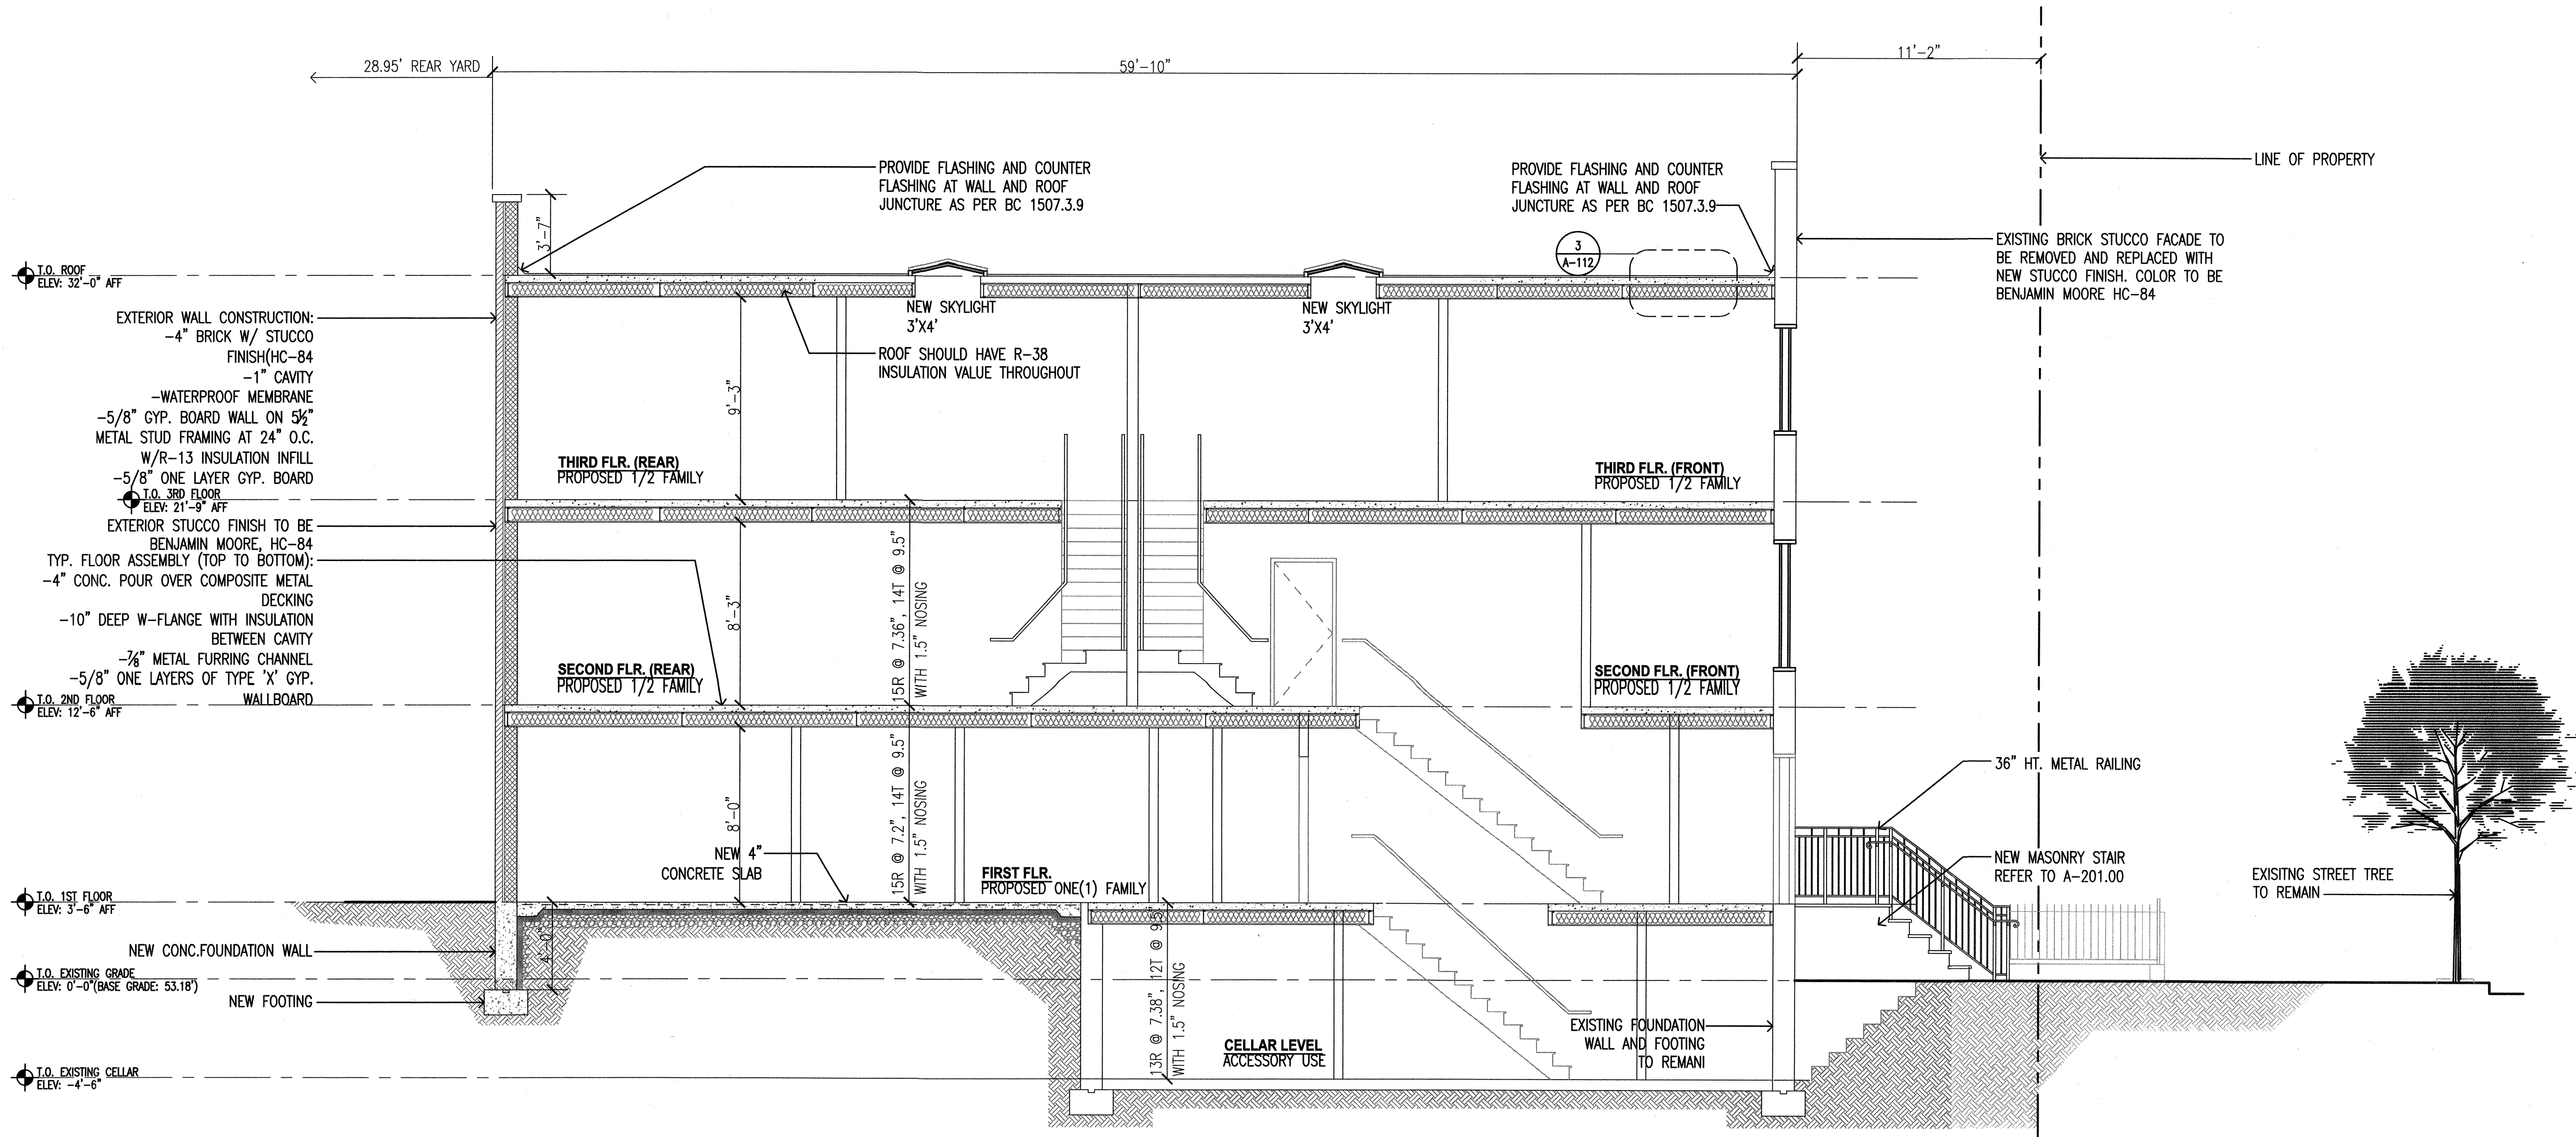 28.95' REAR YARD
59'-10"
11'-2"
PROVIDE FLASHING AND COUNTER
FLASHING AT WALL AND ROOF
JUNCTURE AS PER BC 1507.3.9
PROVIDE FLASHING AND COUNTER
FLASHING AT WALL AND ROOF
JUNCTURE AS PER BC 1507.3.9
LINE OF PROPERTY
3'-7"
3
A-112
EXISTING BRICK STUCCO FACADE TO
BE REMOVED AND REPLACED WITH
NEW STUCCO FINISH. COLOR TO BE
BENJAMIN MOORE HC-84
T.O. ROOF
ELEV: 32'-0" AFF
NEW SKYLIGHT
3'X4'
NEW SKYLIGHT
3'X4'
EXTERIOR WALL CONSTRUCTION:
-4" BRICK W/ STUCCO
FINISH(HC-84
-1" CAVITY
-WATERPROOF MEMBRANE
-5/8" GYP. BOARD WALL ON 5½"
METAL STUD FRAMING AT 24" O.C.
W/R-13 INSULATION INFILL
-5/8" ONE LAYER GYP. BOARD
ROOF SHOULD HAVE R-38
INSULATION VALUE THROUGHOUT
9'-3"
THIRD FLR. (REAR)
PROPOSED 1/2 FAMILY
THIRD FLR. (FRONT)
PROPOSED 1/2 FAMILY
T.O. 3RD FLOOR
ELEV: 21'-9" AFF
EXTERIOR STUCCO FINISH TO BE
BENJAMIN MOORE, HC-84
TYP. FLOOR ASSEMBLY (TOP TO BOTTOM):
-4" CONC. POUR OVER COMPOSITE METAL
DECKING
-10" DEEP W-FLANGE WITH INSULATION
BETWEEN CAVITY
-⅞" METAL FURRING CHANNEL
-5/8" ONE LAYERS OF TYPE 'X' GYP.
WALLBOARD
8'-3"
15R @ 7.36", 14T @ 9.5"
WITH 1.5" NOSING
SECOND FLR. (REAR)
PROPOSED 1/2 FAMILY
SECOND FLR. (FRONT)
PROPOSED 1/2 FAMILY
T.O. 2ND FLOOR
ELEV: 12'-6" AFF
8'-0"
15R @ 7.2", 14T @ 9.5"
WITH 1.5" NOSING
36" HT. METAL RAILING
NEW 4"
CONCRETE SLAB
FIRST FLR.
PROPOSED ONE(1) FAMILY
NEW MASONRY STAIR
REFER TO A-201.00
EXISITNG STREET TREE
TO REMAIN
T.O. 1ST FLOOR
ELEV: 3'-6" AFF
4'-0"
NEW CONC.FOUNDATION WALL
T.O. EXISTING GRADE
ELEV: 0'-0"(BASE GRADE: 53.18')
NEW FOOTING
13R @ 7.38", 12T @ 9.5"
WITH 1.5" NOSING
CELLAR LEVEL
ACCESSORY USE
EXISTING FOUNDATION
WALL AND FOOTING
TO REMANI
T.O. EXISTING CELLAR
ELEV: -4'-6"